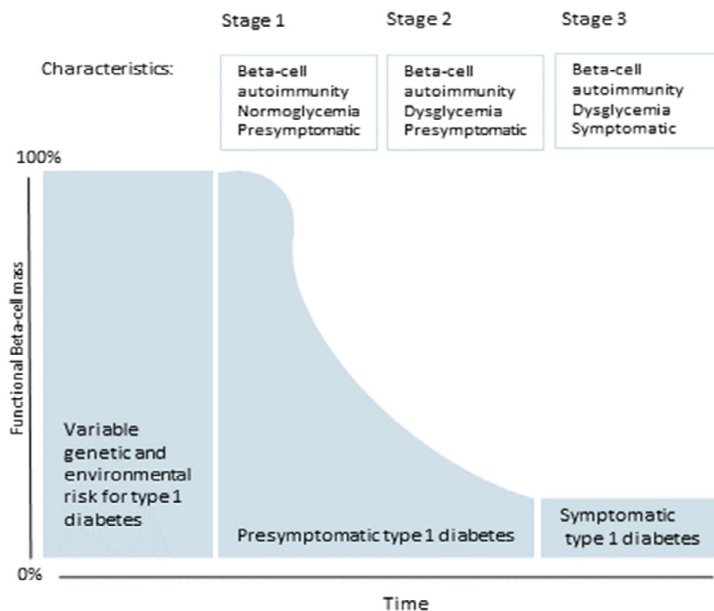 Stage 1
Stage 2
Stage 3
Characteristics:
Beta-cell
autoimmunity
Normoglycemia
Presymptomatic
Beta-cell
autoimmunity
Dysglycemia
Presymptomatic
Beta-cell
autoimmunity
Dysglycemia
Symptomatic
100%
Functional Beta-cell mass
Variable
genetic and
environmental
risk for type 1
diabetes
Presymptomatic type 1 diabetes
Symptomatic
type 1 diabetes
0%
Time